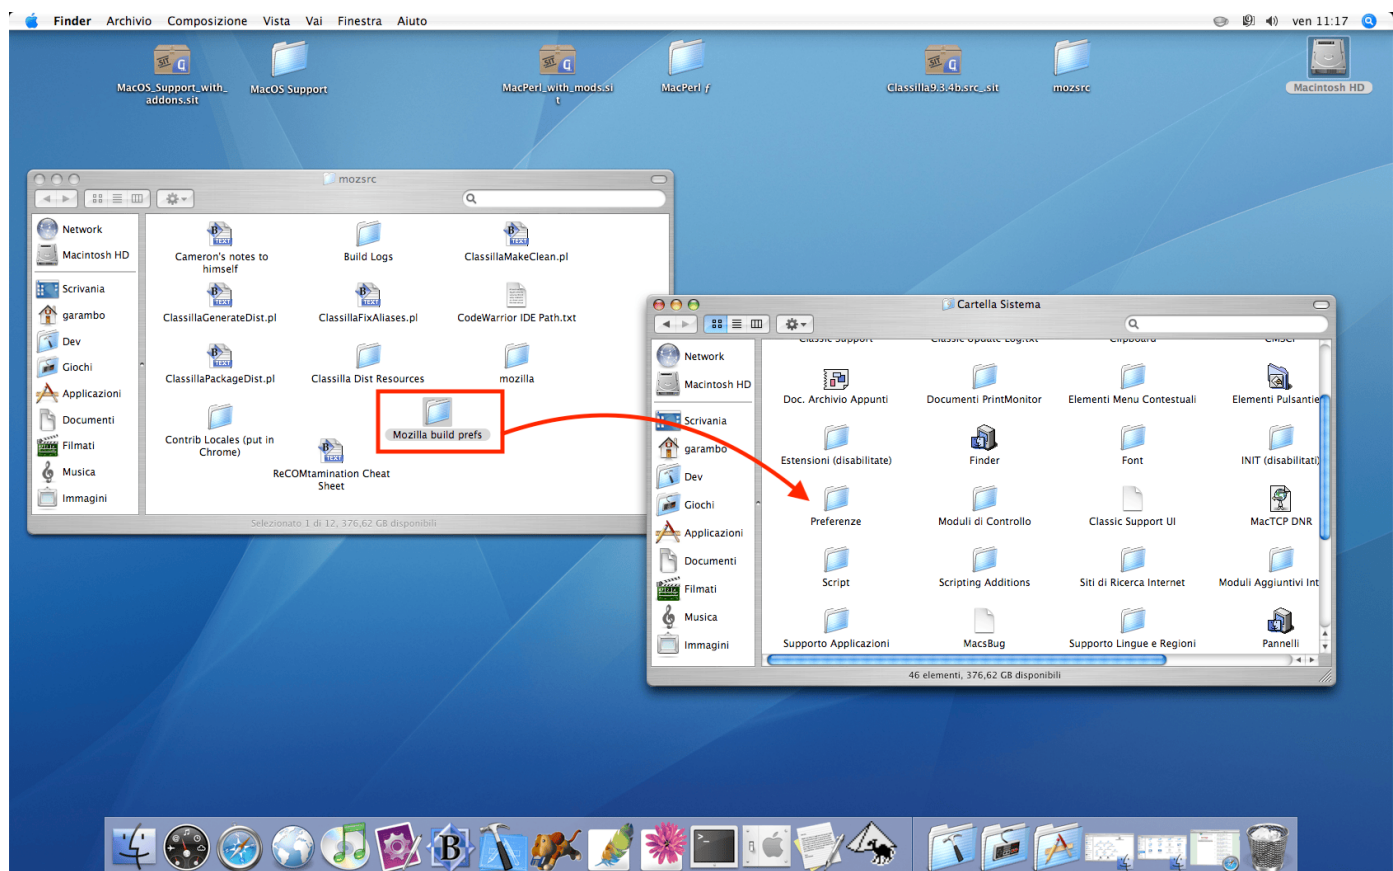 Finder Archivio Composizione Vista Vai Finestra Aiuto
ven 11:17
MacOS_Support_with_
addons.sit
MacOS Support
MacPerl_with_mods.si
t
MacPerl ƒ
Classilla9.3.4b.src_.sit
mozsrc
Macintosh HD
mozsrc
Network
Macintosh HD
Scrivania
garambo
Dev
Giochi
Applicazioni
Documenti
Filmati
Musica
Immagini
Cameron's notes to
himself
Build Logs
ClassillaMakeClean.pl
ClassillaGenerateDist.pl
ClassillaFixAliases.pl
CodeWarrior IDE Path.txt
ClassillaPackageDist.pl
Classilla Dist Resources
mozilla
Contrib Locales (put in
Chrome)
Mozilla build prefs
ReCOMtamination Cheat
Sheet
Selezionato 1 di 12, 376,62 GB disponibili
Cartella Sistema
Network
Macintosh HD
Scrivania
garambo
Dev
Giochi
Applicazioni
Documenti
Filmati
Musica
Immagini
Classic Support
Classic Update Log.txt
Clipboard
Doc. Archivio Appunti
Documenti PrintMonitor
Elementi Menu Contestuali
Elementi Pulsantie
Estensioni (disabilitate)
Finder
Font
INIT (disabilitati)
Preferenze
Moduli di Controllo
Classic Support UI
MacTCP DNR
Script
Scripting Additions
Siti di Ricerca Internet
Moduli Aggiuntivi Int
Supporto Applicazioni
MacsBug
Supporto Lingue e Regioni
Pannelli
46 elementi, 376,62 GB disponibili